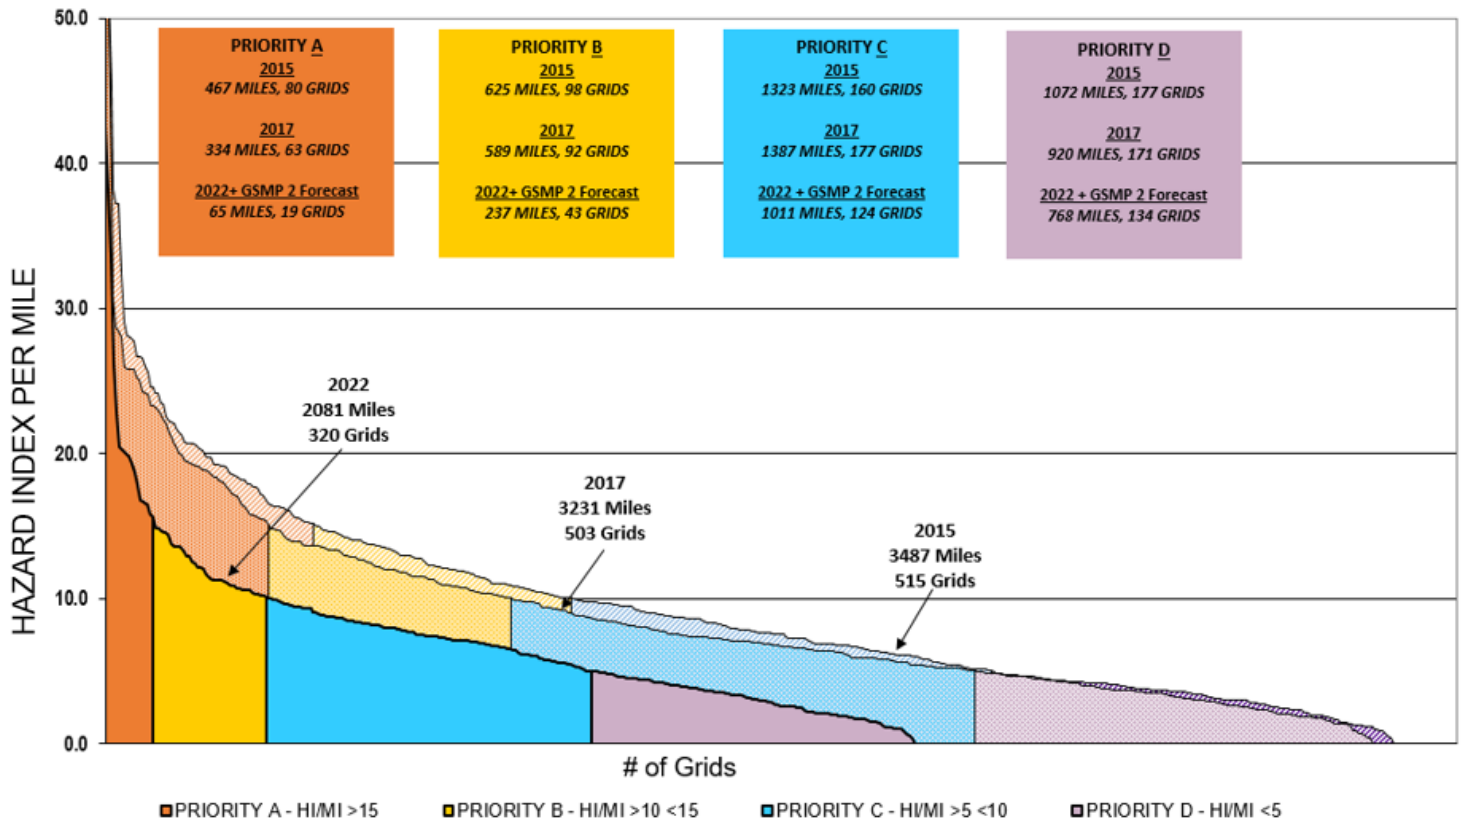 50.0
40.0
30.0
20.0
10.0
0.0
HAZARD INDEX PER MILE
PRIORITY A
2015
467 MILES, 80 GRIDS
2017
334 MILES, 63 GRIDS
2022+ GSMP 2 Forecast
65 MILES, 19 GRIDS
PRIORITY B
2015
625 MILES, 98 GRIDS
2017
589 MILES, 92 GRIDS
2022+ GSMP 2 Forecast
237 MILES, 43 GRIDS
PRIORITY C
2015
1323 MILES, 160 GRIDS
2017
1387 MILES, 177 GRIDS
2022 + GSMP 2 Forecast
1011 MILES, 124 GRIDS
PRIORITY D
2015
1072 MILES, 177 GRIDS
2017
920 MILES, 171 GRIDS
2022 + GSMP 2 Forecast
768 MILES, 134 GRIDS
2022
2081 Miles
320 Grids
2017
3231 Miles
503 Grids
2015
3487 Miles
515 Grids
# of Grids
PRIORITY A - HI/MI >15
PRIORITY B - HI/MI >10 <15
PRIORITY C - HI/MI >5 <10
PRIORITY D - HI/MI <5